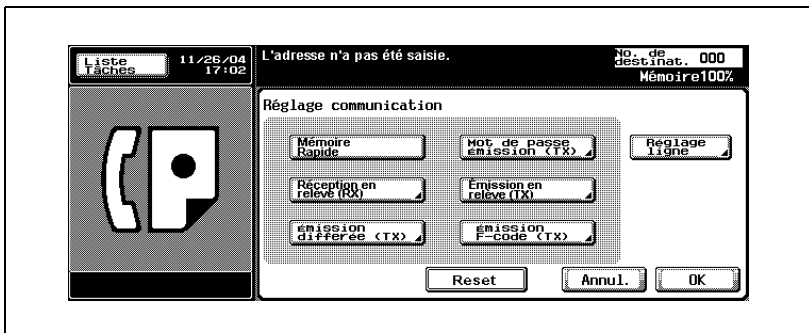 Liste
Tâches
11/26/04
17:02
L'adresse n'a pas été saisie.
No. de
destinat. 000
Mémoire100%
Réglage communication
Mémoire
Rapide
Mot de passe
émission (TX)
Réglage
ligne
Réception en
relève (RX)
Émission en
relève (TX)
émission
différée (TX)
émission
F-code (TX)
Reset
Annul.
OK